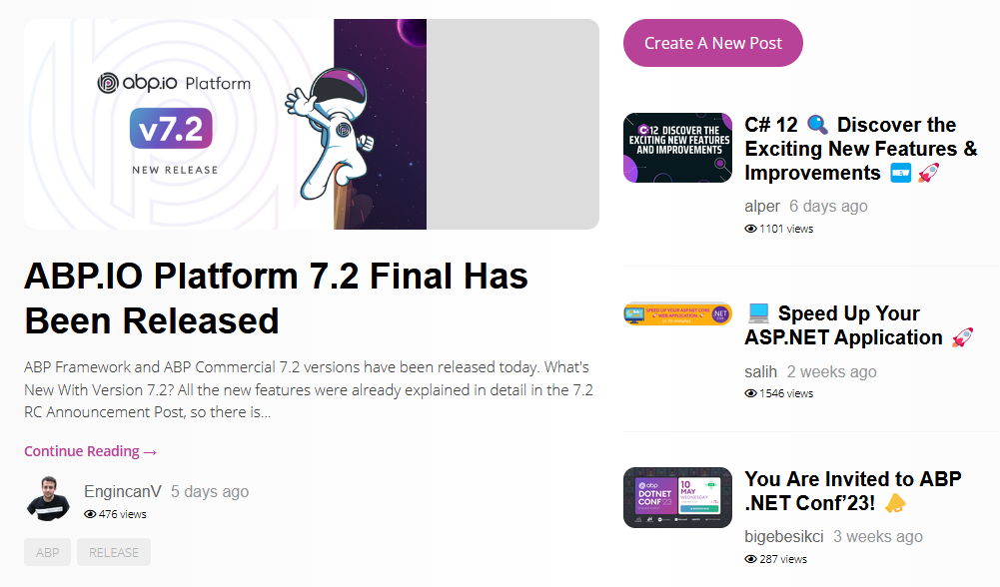 abp.io Platform
v7.2
NEW RELEASE
ABP.IO Platform 7.2 Final Has
Been Released
ABP Framework and ABP Commercial 7.2 versions have been released today. What's
New With Version 7.2? All the new features were already explained in detail in the 7.2
RC Announcement Post, so there is...
Continue Reading →
EngincanV 5 days ago
476 views
ABP
RELEASE
Create A New Post
C# 12 DISCOVER THE
EXCITING NEW FEATURES
AND IMPROVEMENTS
C# 12 🔍 Discover the
Exciting New Features &
Improvements 🆕 🚀
alper 6 days ago
1101 views
SPEED UP YOUR ASP.NET CORE
WEB APPLICATION
.NET
💻 Speed Up Your
ASP.NET Application 🚀
salih 2 weeks ago
1546 views
abp
DOTNET
CONF'23
10
MAY
WEDNESDAY
You Are Invited to ABP
.NET Conf’23! 📣
bigebesikci 3 weeks ago
287 views